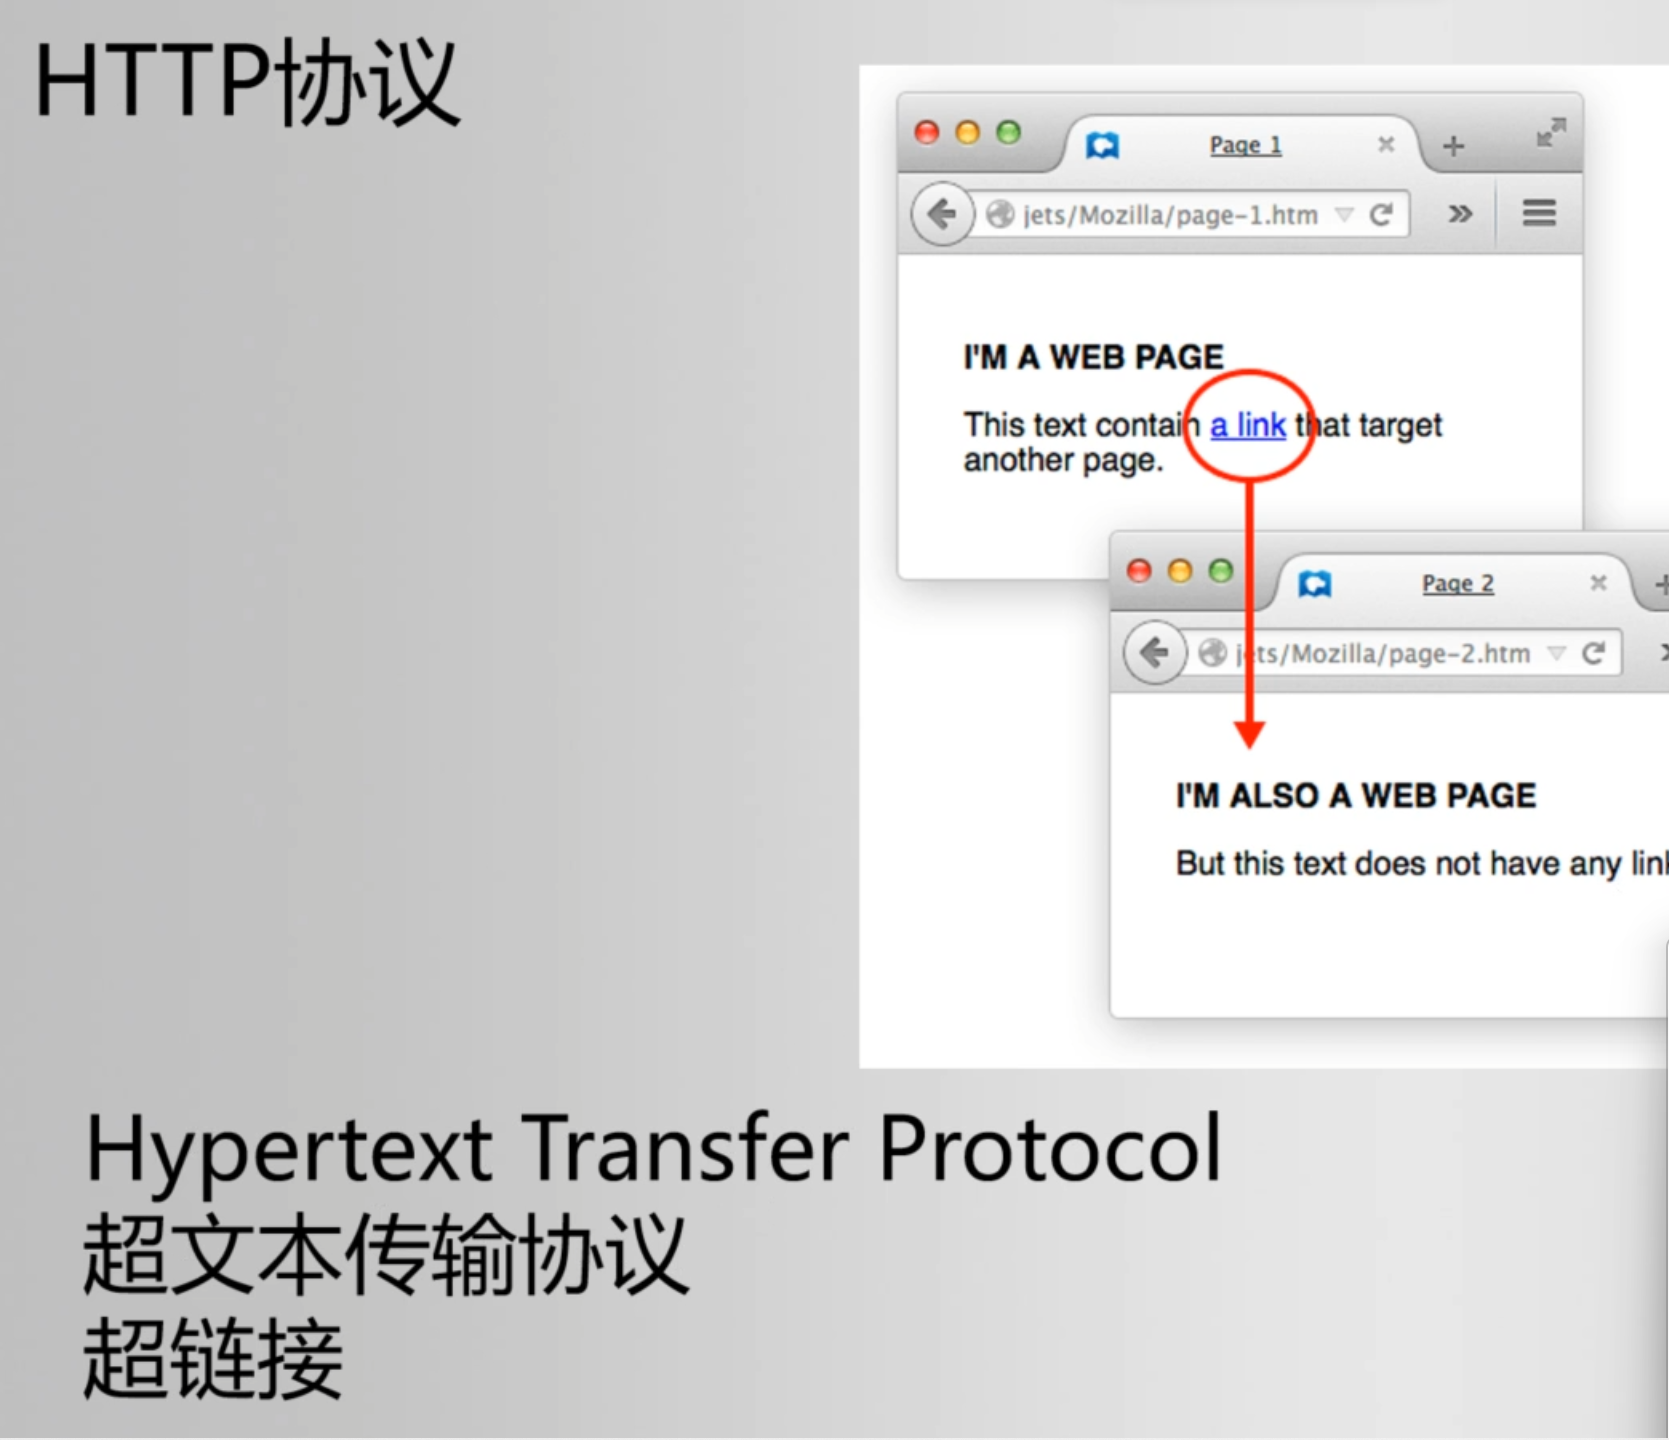 HTTP协议
Page 1
jets/Mozilla/page-1.htm
I'M A WEB PAGE
This text contain a link that target
another page.
Page 2
jets/Mozilla/page-2.htm
I'M ALSO A WEB PAGE
But this text does not have any link
Hypertext Transfer Protocol
超文本传输协议
超链接